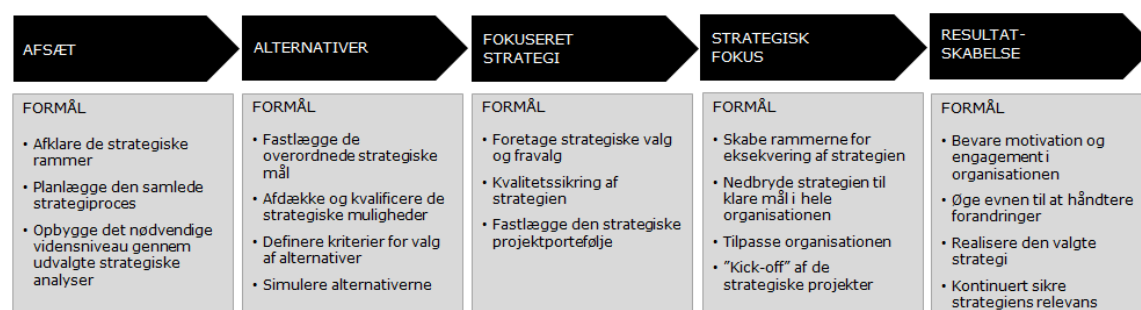 AFSÆT
FORMÅL
• Afklare de strategiske
rammer
• Planlægge den samlede
strategiproces
• Opbygge det nødvendige
vidensniveau gennem
udvalgte strategiske
analyser
ALTERNATIVER
FORMÅL
• Fastlægge de
overordnede strategiske
mål
• Afdække og kvalificere de
strategiske muligheder
• Definere kriterier for valg
af alternativer
• Simulere alternativerne
FOKUSERET
STRATEGI
FORMÅL
• Foretage strategiske valg
og fravalg
• Kvalitetssikring af
strategien
• Fastlægge den strategiske
projektportefølje
STRATEGISK
FOKUS
FORMÅL
• Skabe rammerne for
eksekvering af strategien
• Nedbryde strategien til
klare mål i hele
organisationen
• Tilpasse organisationen
• ”Kick-off” af de
strategiske projekter
RESULTAT-
SKABELSE
FORMÅL
• Bevare motivation og
engagement i
organisationen
• Øge evnen til at håndtere
forandringer
• Realisere den valgte
strategi
• Kontinuert sikre
strategiens relevans